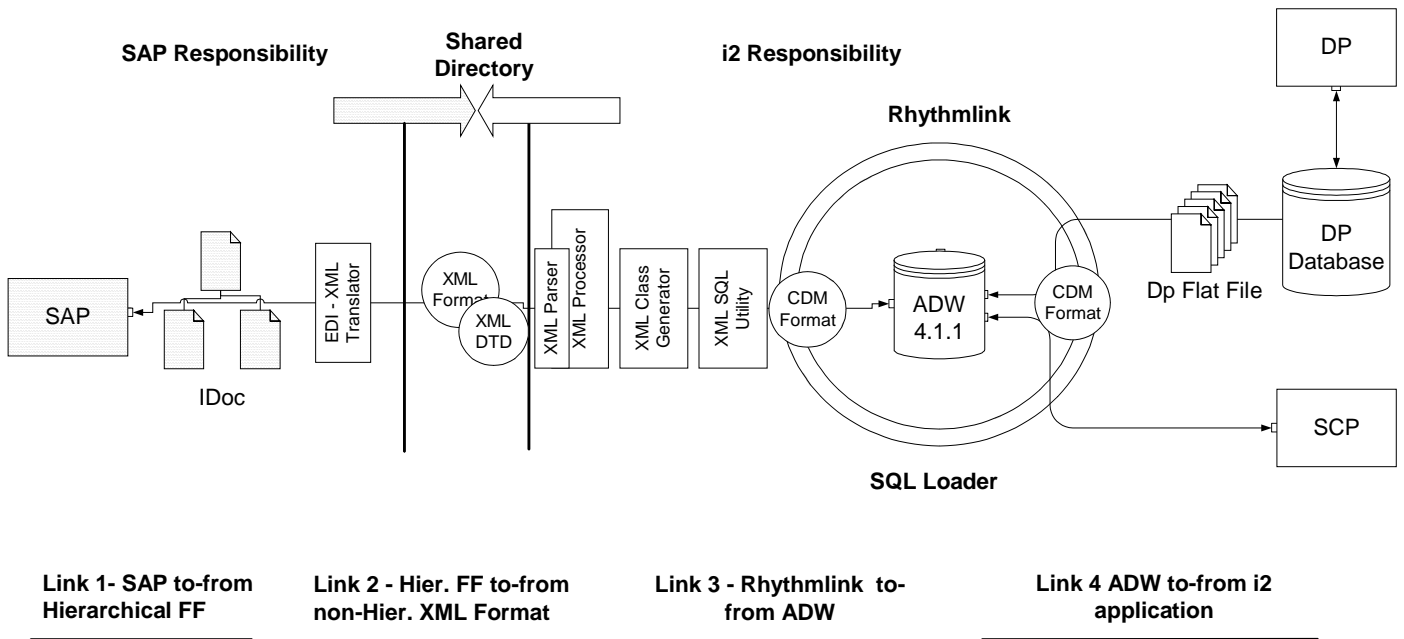 SAP Responsibility
Shared
Directory
i2 Responsibility
DP
Rhythmlink
SAP
IDoc
EDI - XML
Translator
XML
Format
XML
DTD
XML Parser
XML Processor
XML Class
Generator
XML SQL
Utility
CDM
Format
ADW
4.1.1
CDM
Format
Dp Flat File
DP
Database
SCP
SQL Loader
Link 1- SAP to-from
Hierarchical FF
Link 2 - Hier. FF to-from
non-Hier. XML Format
Link 3 - Rhythmlink to-
from ADW
Link 4 ADW to-from i2
application